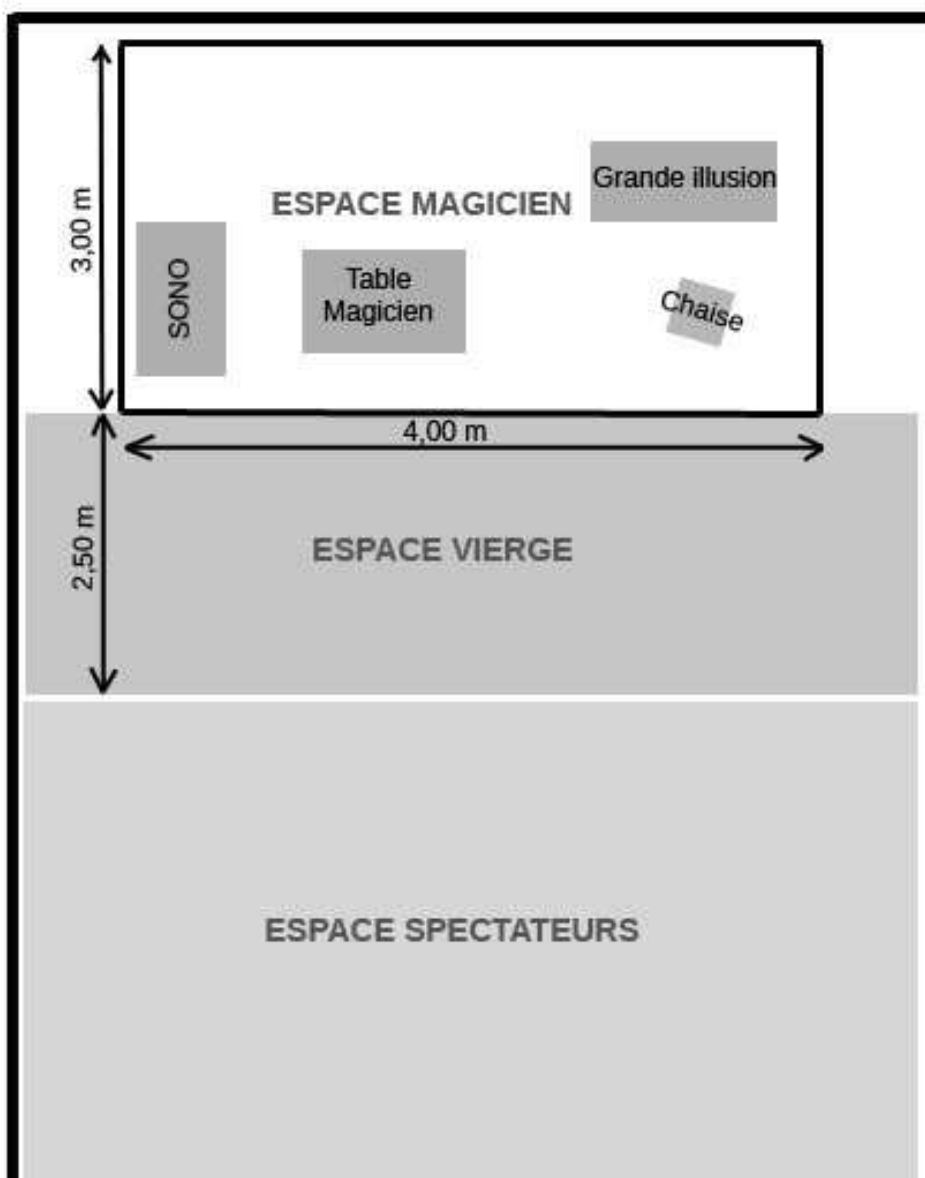 Grande illusion
ESPACE MAGICIEN
3,00 m
SONO
Table
Magicien
Chaise
4,00 m
2,50 m
ESPACE VIERGE
ESPACE SPECTATEURS